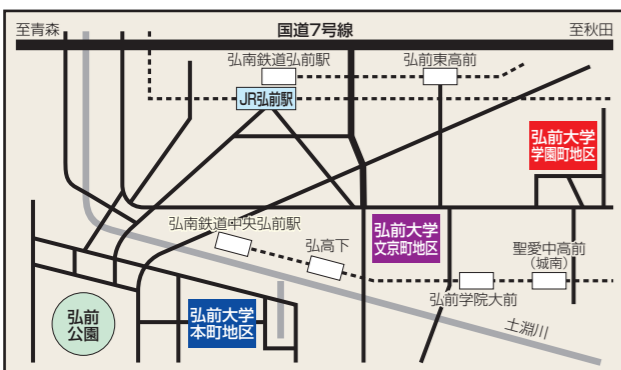 至青森
国道7号線
至秋田
弘南鉄道弘前駅
弘前東高前
JR弘前駅
弘前大学
学園町地区
弘南鉄道中央弘前駅
弘高下
弘前大学
文京町地区
聖愛中高前
（城南）
弘前学院大前
弘前
公園
弘前大学
本町地区
土淵川